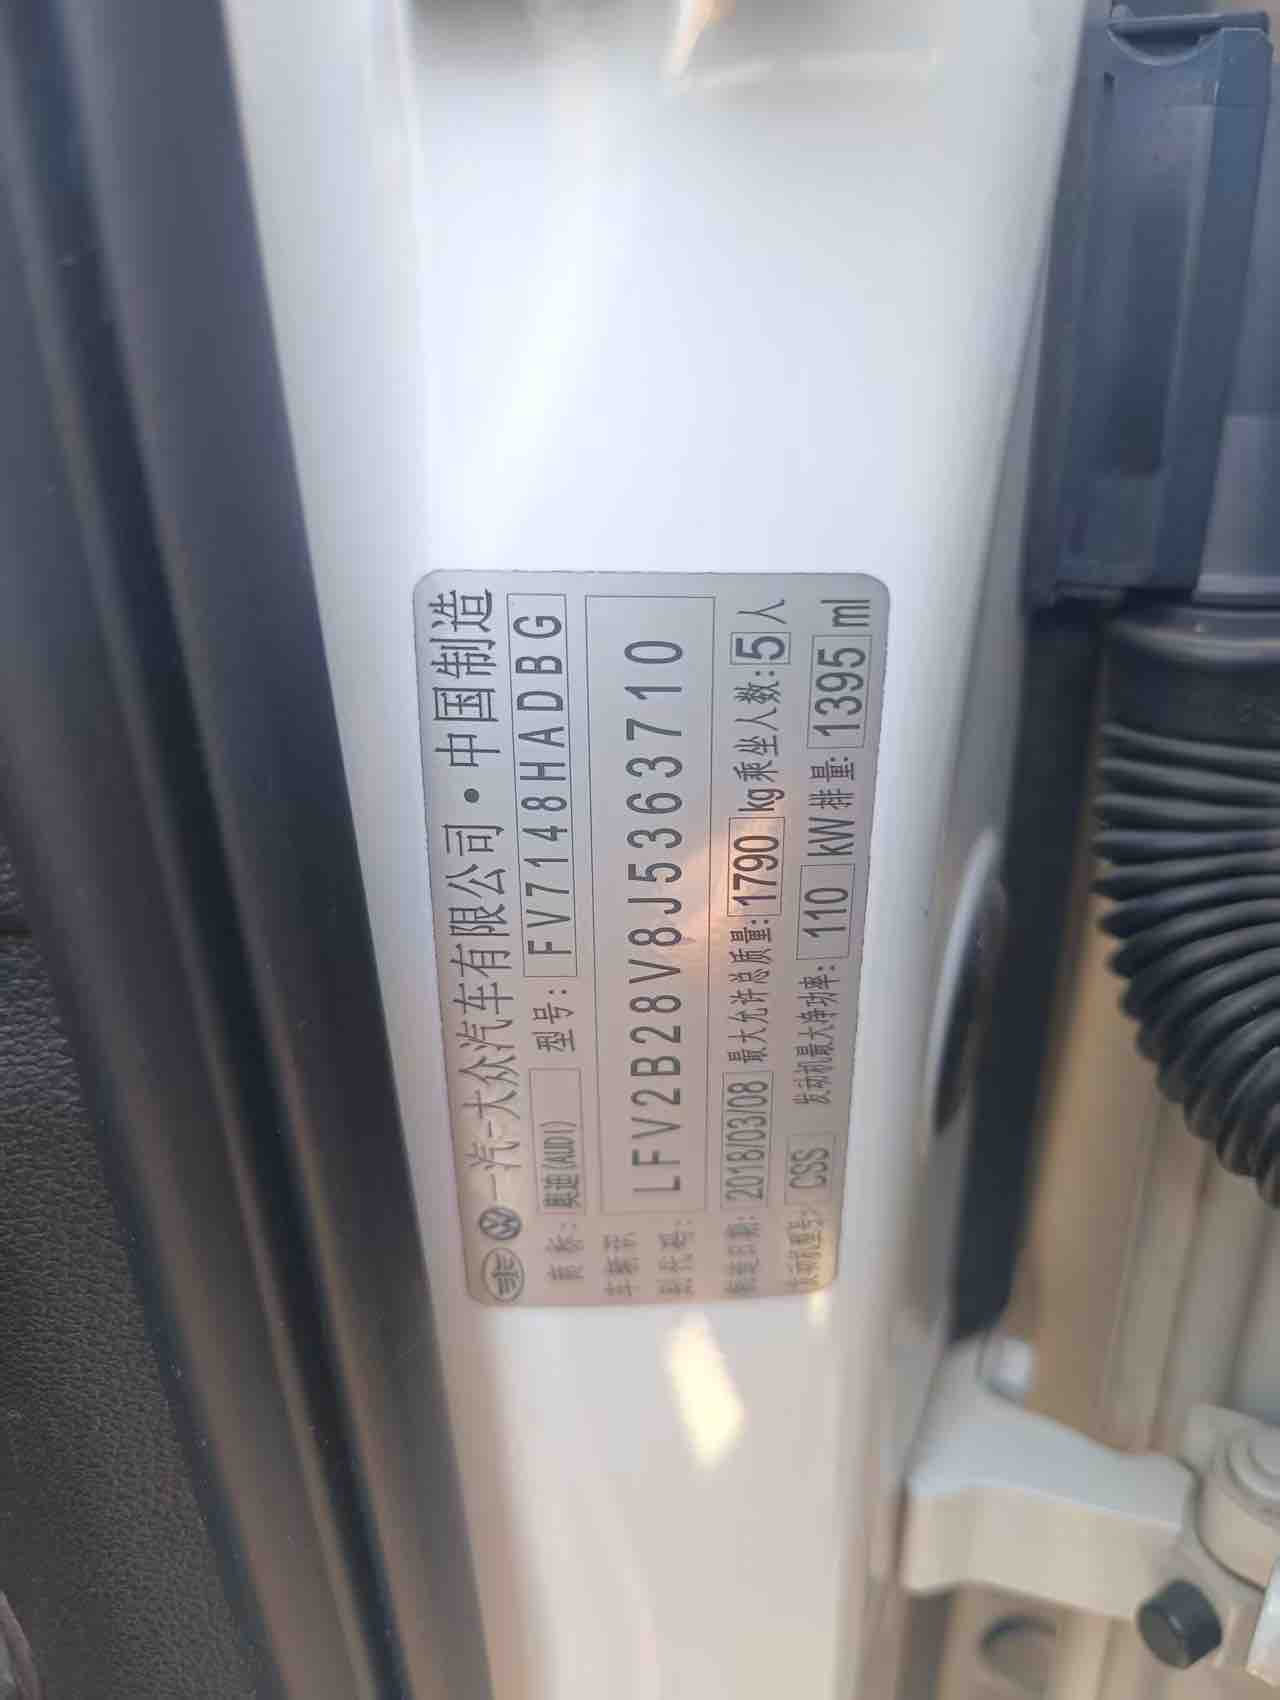 一汽-大众汽车有限公司·中国制造
商标: 奥迪(AUDI) 型号: FV7148HADBG
车辆识别代号: LFV2B28V8J5363710
制造日期: 2018/03/08 最大允许总质量: 1790 kg 乘坐人数: 5 人
发动机型号: CSS 发动机最大净功率: 110 kW 排量: 1395 ml